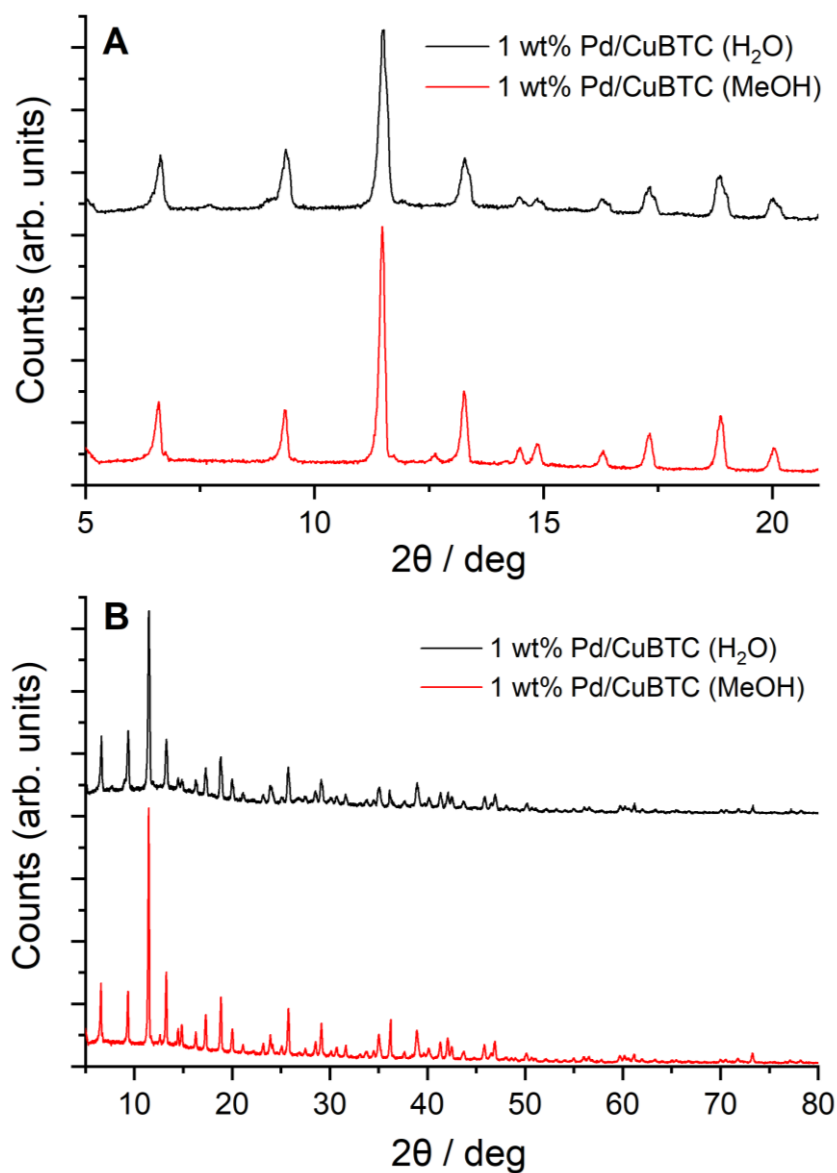 A
1 wt% Pd/CuBTC (H₂O)
1 wt% Pd/CuBTC (MeOH)
Counts (arb. units)
5 10 15 20
2θ / deg
B
1 wt% Pd/CuBTC (H₂O)
1 wt% Pd/CuBTC (MeOH)
Counts (arb. units)
10 20 30 40 50 60 70 80
2θ / deg